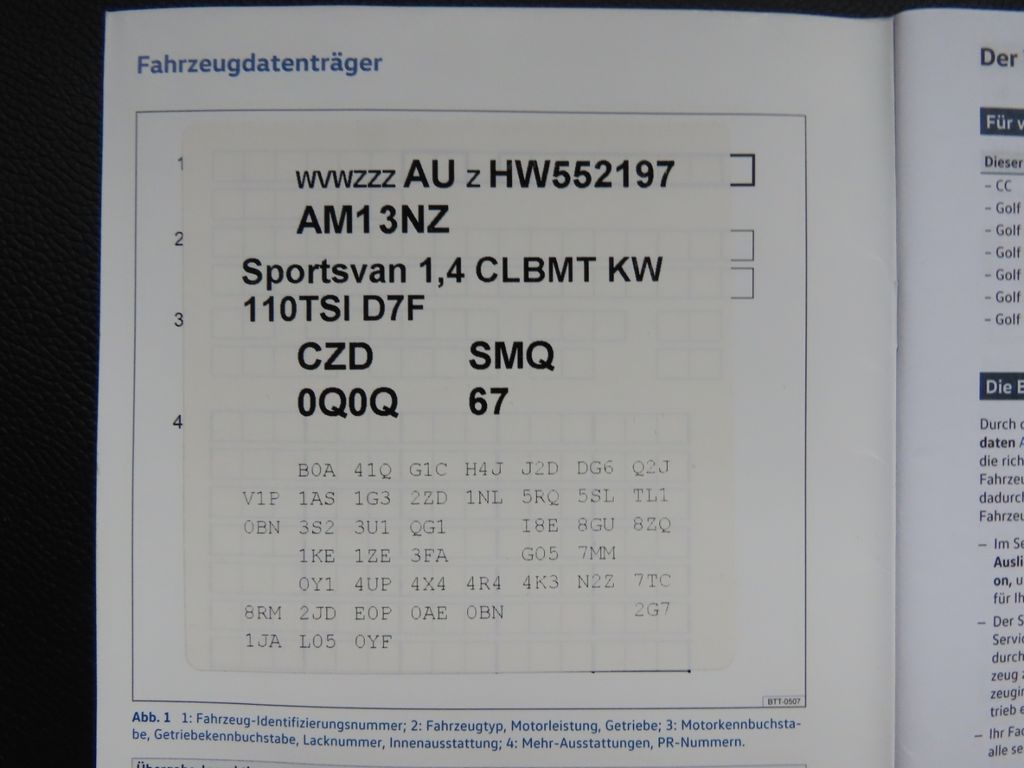 Fahrzeugdatenträger
1
wvwzzz AU z HW552197
AM13NZ
2
Sportsvan 1,4 CLBMT KW
110TSI D7F
3
CZD SMQ
0Q0Q 67
4
B0A 41Q G1C H4J J2D DG6 Q2J
V1P 1AS 1G3 2ZD 1NL 5RQ 5SL TL1
0BN 3S2 3U1 QG1 I8E 8GU 8ZQ
1KE 1ZE 3FA G05 7MM
0Y1 4UP 4X4 4R4 4K3 N2Z 7TC
8RM 2JD E0P 0AE 0BN 2G7
1JA L05 0YF
BTT-0507
Abb. 1 1: Fahrzeug-Identifizierungsnummer; 2: Fahrzeugtyp, Motorleistung, Getriebe; 3: Motorkennbuchsta-
be, Getriebekennbuchstabe, Lacknummer, Innenausstattung; 4: Mehr-Ausstattungen, PR-Nummern.
Der
Für
Dieser
- CC
- Golf
- Golf
- Golf
- Golf
- Golf
- Golf
Die
Durch
daten
die rich
Fahrzeu
dadurch
Fahrzeu
– Im Se
Ausli
on, u
für Ih
– Der S
Servic
durch
zeug
zeugin
trieb e
– Ihr Fac
alle se